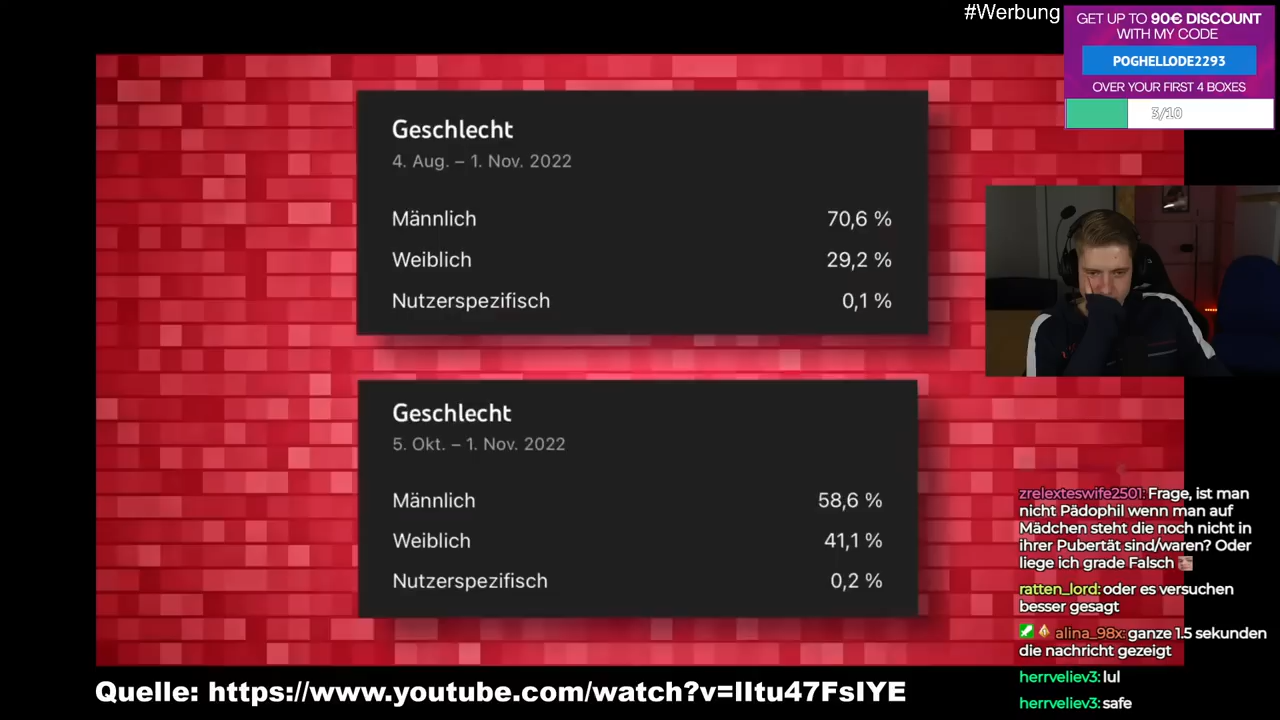 #Werbung
GET UP TO 90€ DISCOUNT
WITH MY CODE
POGHELLODE2293
OVER YOUR FIRST 4 BOXES
3/10
Geschlecht
4. Aug. – 1. Nov. 2022
Männlich 70,6 %
Weiblich 29,2 %
Nutzerspezifisch 0,1 %
Geschlecht
5. Okt. – 1. Nov. 2022
Männlich 58,6 %
Weiblich 41,1 %
Nutzerspezifisch 0,2 %
zrelexteswife2501: Frage, ist man
nicht Pädophil wenn man auf
Mädchen steht die noch nicht in
ihrer Pubertät sind/waren? Oder
liege ich grade Falsch
ratten_lord: oder es versuchen
besser gesagt
alina_98x: ganze 1.5 sekunden
die nachricht gezeigt
herrveliev3: lul
herrveliev3: safe
Quelle: https://www.youtube.com/watch?v=lItu47FsIYE